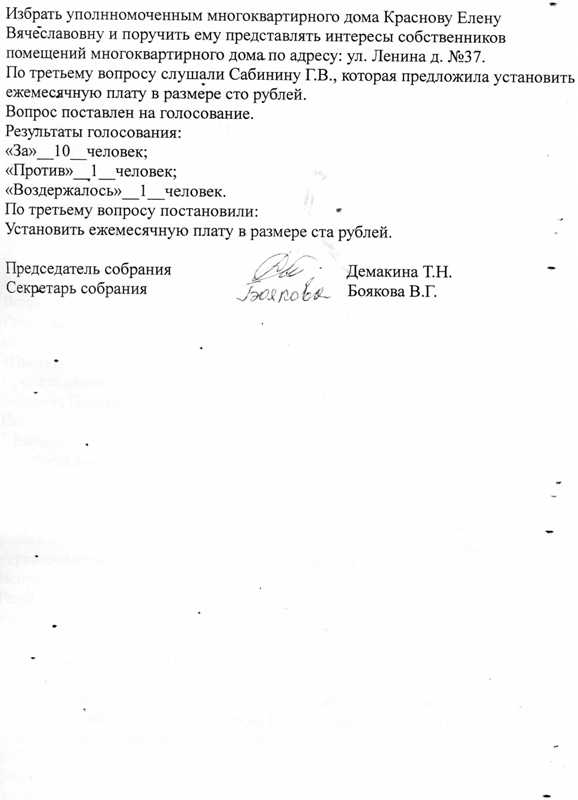 Избрать уполнномоченным многоквартирного дома Краснову Елену
Вячеславовну и поручить ему представлять интересы собственников
помещений многоквартирного дома по адресу: ул. Ленина д. №37.
По третьему вопросу слушали Сабинину Г.В., которая предложила установить
ежемесячную плату в размере сто рублей.
Вопрос поставлен на голосование.
Результаты голосования:
«За»__10__человек;
«Против»__1__человек;
«Воздержалось»__1__человек.
По третьему вопросу постановили:
Установить ежемесячную плату в размере ста рублей.
Председатель собрания Демакина Т.Н.
Секретарь собрания Боякова Боякова В.Г.